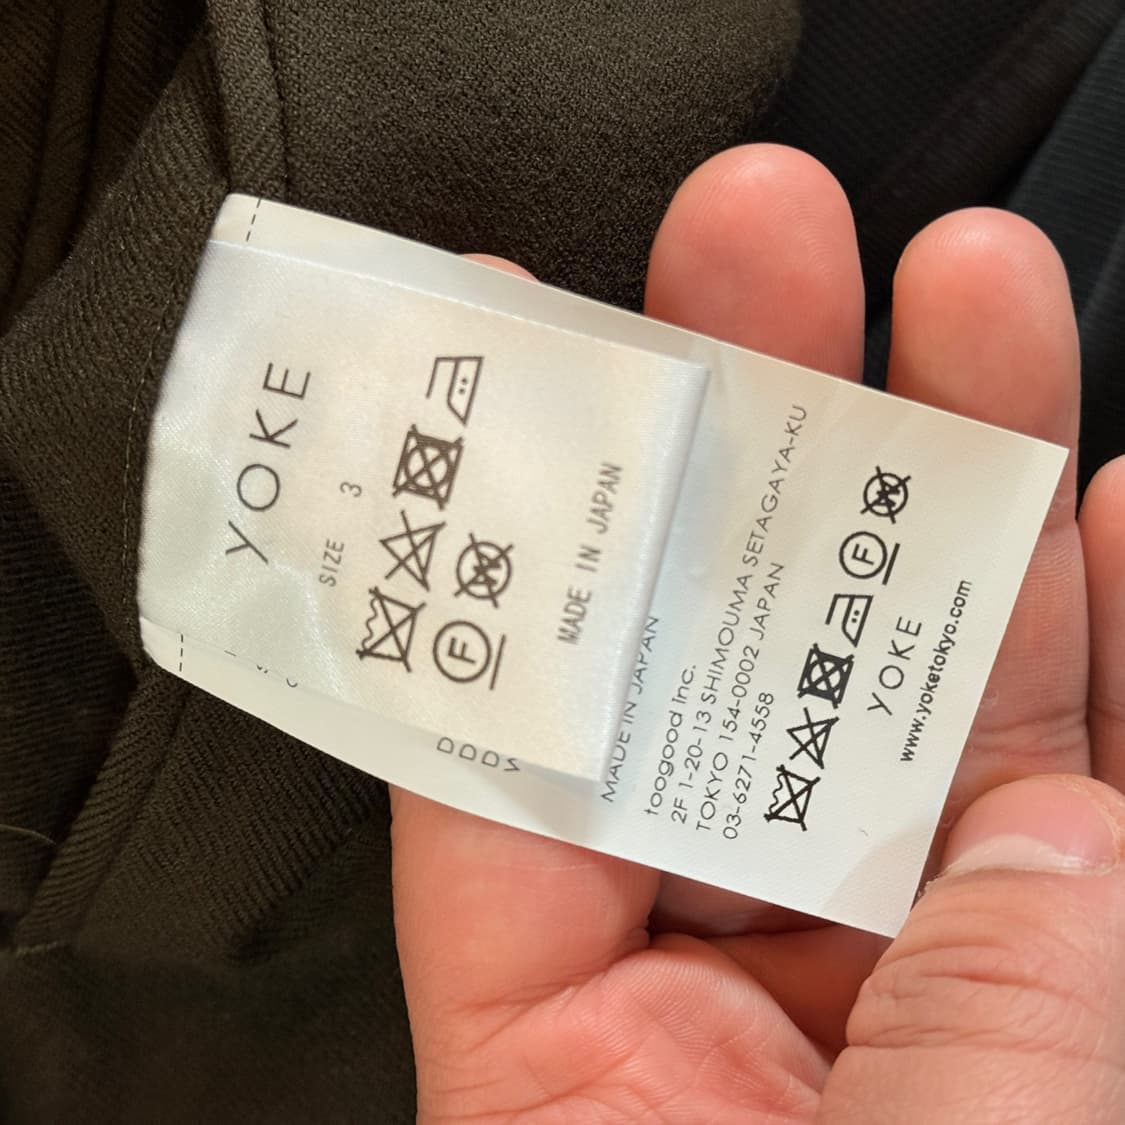 YOKE
SIZE 3
F
W
MADE IN JAPAN
MADE IN JAPAN
toogood Inc.
2F 1-20-13 SHIMOUMA SETAGAYA-KU
TOKYO 154-0002 JAPAN
03-6271-4558
F
W
YOKE
www.yoketokyo.com